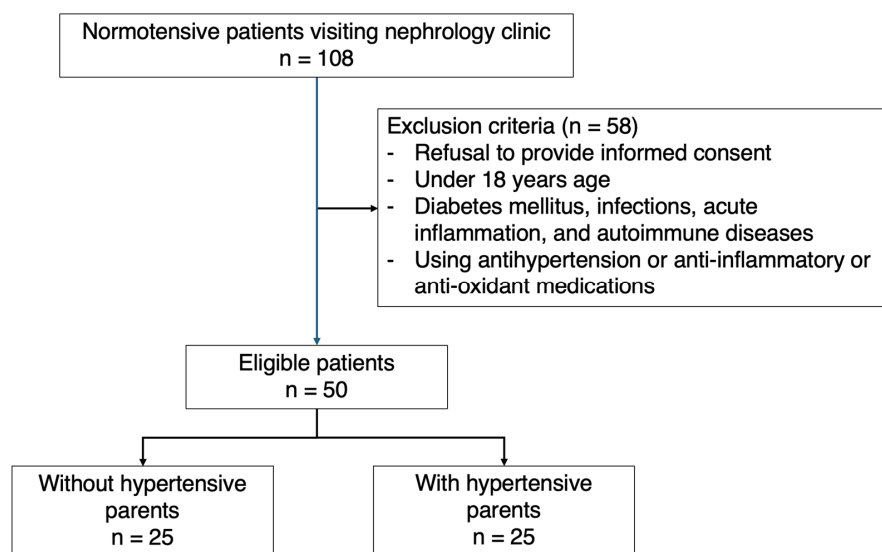 Normotensive patients visiting nephrology clinic
n = 108
Exclusion criteria (n = 58)
- Refusal to provide informed consent
- Under 18 years age
- Diabetes mellitus, infections, acute
inflammation, and autoimmune diseases
- Using antihypertension or anti-inflammatory or
anti-oxidant medications
Eligible patients
n = 50
Without hypertensive
parents
n = 25
With hypertensive
parents
n = 25